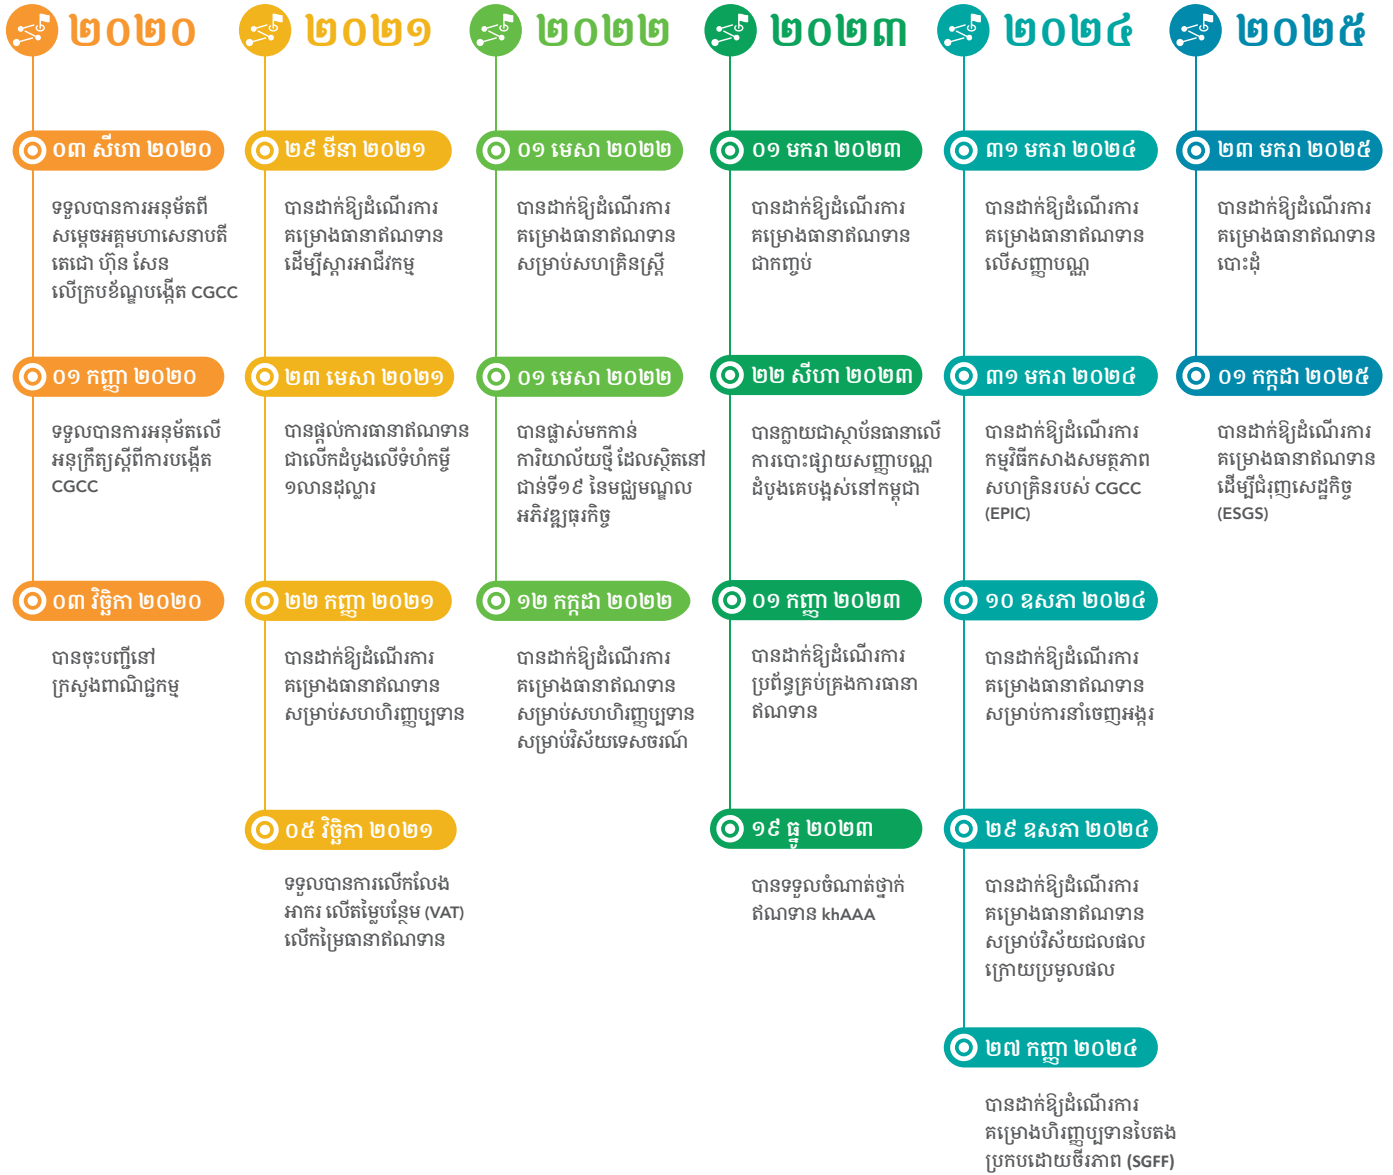 ២០២០
០៣ សីហា ២០២០
ទទួលបានការអនុម័តពី
សម្តេចអគ្គមហាសេនាបតី
តេជោ ហ៊ុន សែន
លើក្របខ័ណ្ឌបង្កើត CGCC
០១ កញ្ញា ២០២០
ទទួលបានការអនុម័តលើ
អនុក្រឹត្យស្តីពីការបង្កើត
CGCC
០៣ វិច្ឆិកា ២០២០
បានចុះបញ្ជីនៅ
ក្រសួងពាណិជ្ជកម្ម
២០២១
២៩ មីនា ២០២១
បានដាក់ឱ្យដំណើរការ
គម្រោងធានាឥណទាន
ដើម្បីស្តារអាជីវកម្ម
២៣ មេសា ២០២១
បានផ្តល់ការធានាឥណទាន
ជាលើកដំបូងលើទំហំកម្ចី
១លានដុល្លារ
២២ កញ្ញា ២០២១
បានដាក់ឱ្យដំណើរការ
គម្រោងធានាឥណទាន
សម្រាប់សហហិរញ្ញប្បទាន
០៥ វិច្ឆិកា ២០២១
ទទួលបានការលើកលែង
អាករ លើតម្លៃបន្ថែម (VAT)
លើកម្រៃធានាឥណទាន
២០២២
០១ មេសា ២០២២
បានដាក់ឱ្យដំណើរការ
គម្រោងធានាឥណទាន
សម្រាប់សហគ្រិនស្ត្រី
០១ មេសា ២០២២
បានផ្លាស់មកកាន់
ការិយាល័យថ្មី ដែលស្ថិតនៅ
ជាន់ទី១៩ នៃមជ្ឈមណ្ឌល
អភិវឌ្ឍធុរកិច្ច
១២ កក្កដា ២០២២
បានដាក់ឱ្យដំណើរការ
គម្រោងធានាឥណទាន
សម្រាប់សហហិរញ្ញប្បទាន
សម្រាប់វិស័យទេសចរណ៍
២០២៣
០១ មករា ២០២៣
បានដាក់ឱ្យដំណើរការ
គម្រោងធានាឥណទាន
ជាកញ្ចប់
២២ សីហា ២០២៣
បានក្លាយជាស្ថាប័នធានាលើ
ការបោះផ្សាយសញ្ញាបណ្ណ
ដំបូងគេបង្អស់នៅកម្ពុជា
០១ កញ្ញា ២០២៣
បានដាក់ឱ្យដំណើរការ
ប្រព័ន្ធគ្រប់គ្រងការធានា
ឥណទាន
១៩ ធ្នូ ២០២៣
បានទទួលចំណាត់ថ្នាក់
ឥណទាន khAAA
២០២៤
៣១ មករា ២០២៤
បានដាក់ឱ្យដំណើរការ
គម្រោងធានាឥណទាន
លើសញ្ញាបណ្ណ
៣១ មករា ២០២៤
បានដាក់ឱ្យដំណើរការ
កម្មវិធីកសាងសមត្ថភាព
សហគ្រិនរបស់ CGCC
(EPIC)
១០ ឧសភា ២០២៤
បានដាក់ឱ្យដំណើរការ
គម្រោងធានាឥណទាន
សម្រាប់ការនាំចេញអង្ករ
២៩ ឧសភា ២០២៤
បានដាក់ឱ្យដំណើរការ
គម្រោងធានាឥណទាន
សម្រាប់វិស័យជលផល
ក្រោយប្រមូលផល
២៧ កញ្ញា ២០២៤
បានដាក់ឱ្យដំណើរការ
គម្រោងហិរញ្ញប្បទានបៃតង
ប្រកបដោយចីរភាព (SGFF)
២០២៥
២៣ មករា ២០២៥
បានដាក់ឱ្យដំណើរការ
គម្រោងធានាឥណទាន
បោះដុំ
០១ កក្កដា ២០២៥
បានដាក់ឱ្យដំណើរការ
គម្រោងធានាឥណទាន
ដើម្បីជំរុញសេដ្ឋកិច្ច
(ESGS)